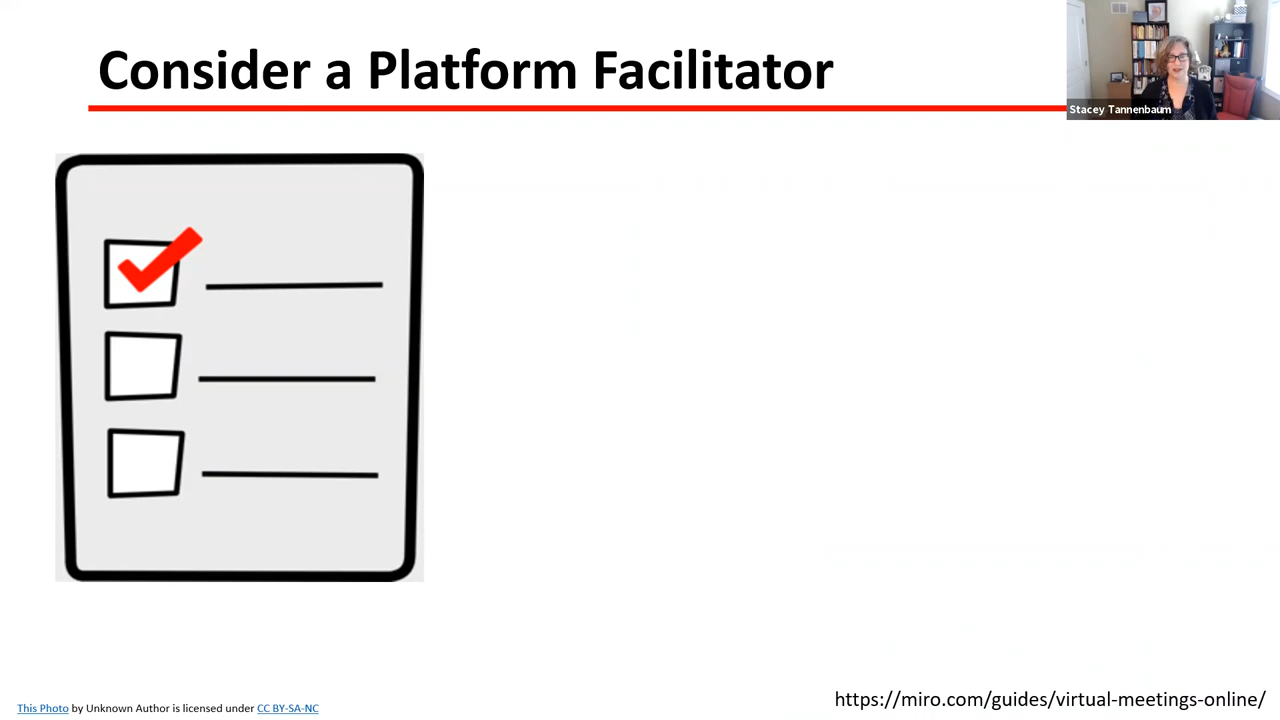 Consider a Platform Facilitator
Stacey Tannenbaum
https://miro.com/guides/virtual-meetings-online/
This Photo by Unknown Author is licensed under CC BY-SA-NC